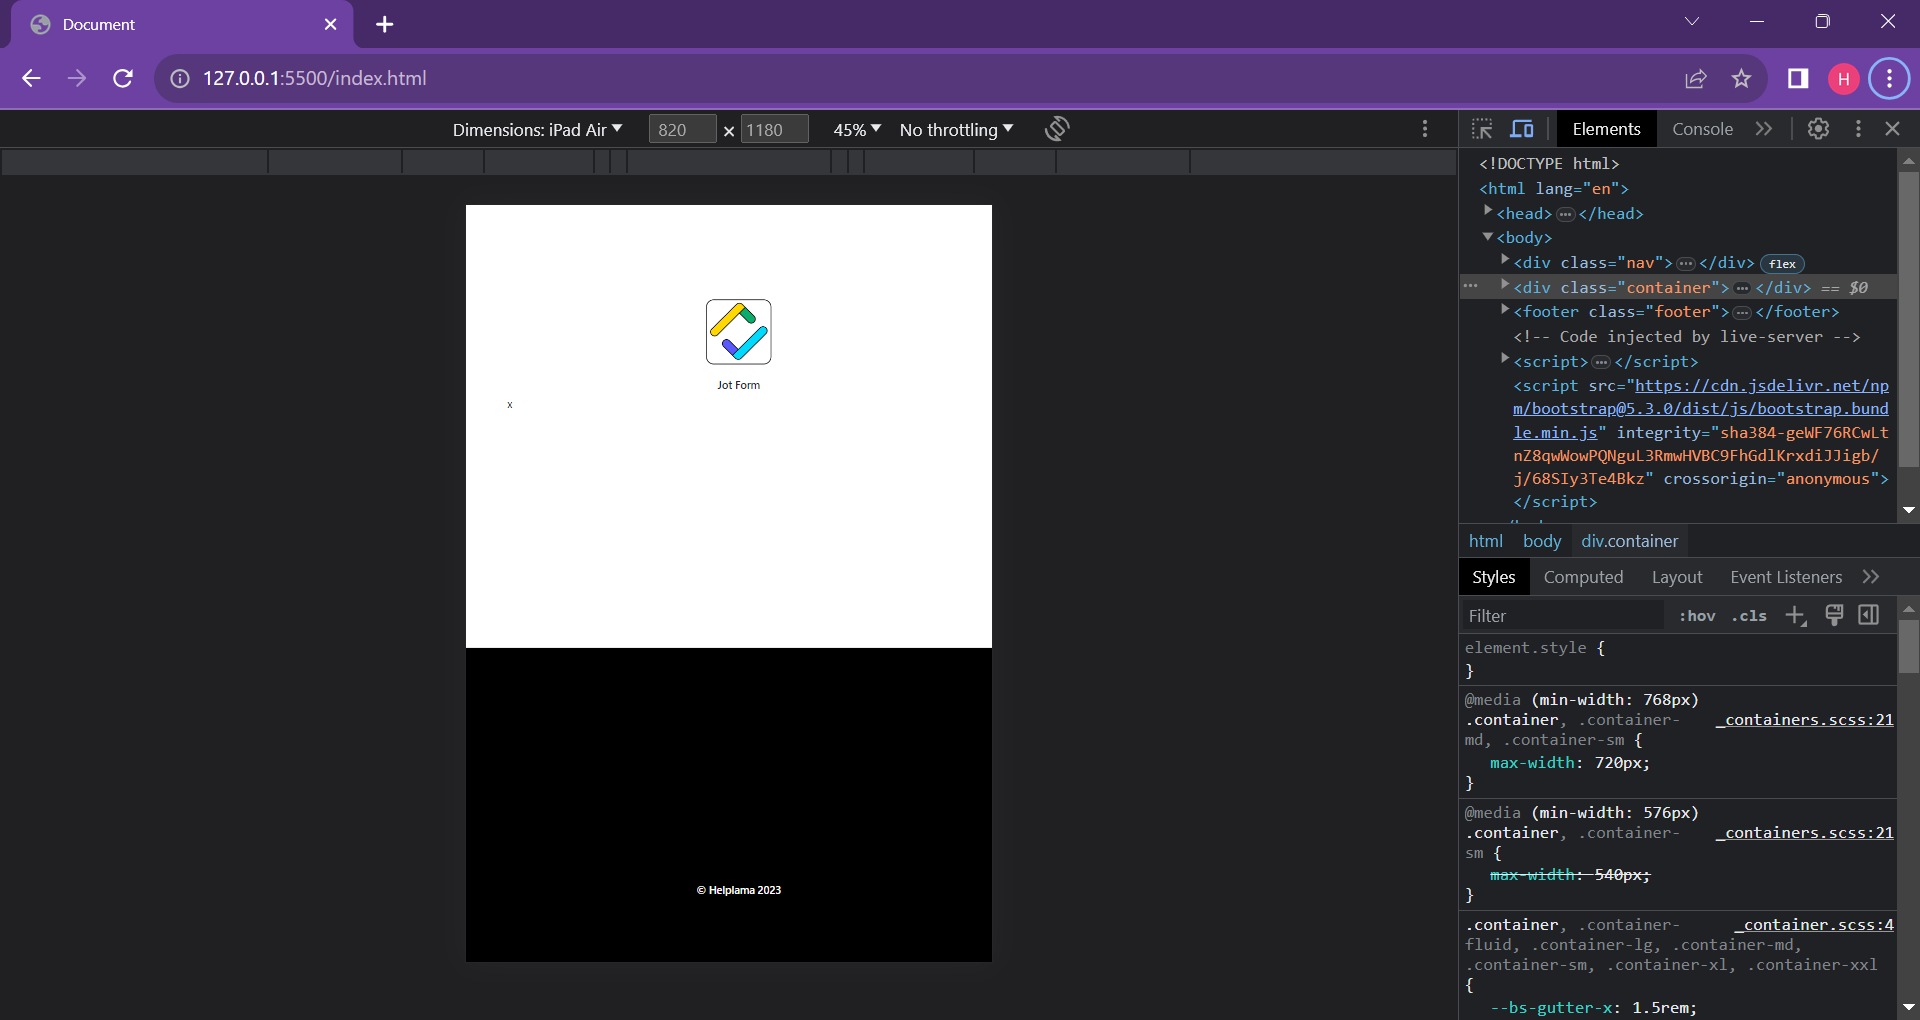 Document
127.0.0.1:5500/index.html
H
Dimensions: iPad Air 820 × 1180 45% No throttling
Elements Console
<!DOCTYPE html>
<html lang="en">
<head> ••• </head>
<body>
<div class="nav"> ••• </div> flex
••• <div class="container"> ••• </div> == $0
<footer class="footer"> ••• </footer>
<!-- Code injected by live-server -->
<script> ••• </script>
<script src="https://cdn.jsdelivr.net/np
m/bootstrap@5.3.0/dist/js/bootstrap.bund
le.min.js" integrity="sha384-geWF76RCwLt
nZ8qwWowPQNguL3RmwHVBC9FhGdlKrxdiJJigb/
j/68SIy3Te4Bkz" crossorigin="anonymous">
</script>
html body div.container
Styles Computed Layout Event Listeners
Filter :hov .cls
element.style {
}
@media (min-width: 768px)
.container, .container- _containers.scss:21
md, .container-sm {
max-width: 720px;
}
@media (min-width: 576px)
.container, .container- _containers.scss:21
sm {
max-width: 540px;
}
.container, .container- _container.scss:4
fluid, .container-lg, .container-md,
.container-sm, .container-xl, .container-xxl
{
--bs-gutter-x: 1.5rem;
Jot Form
x
© Helplama 2023